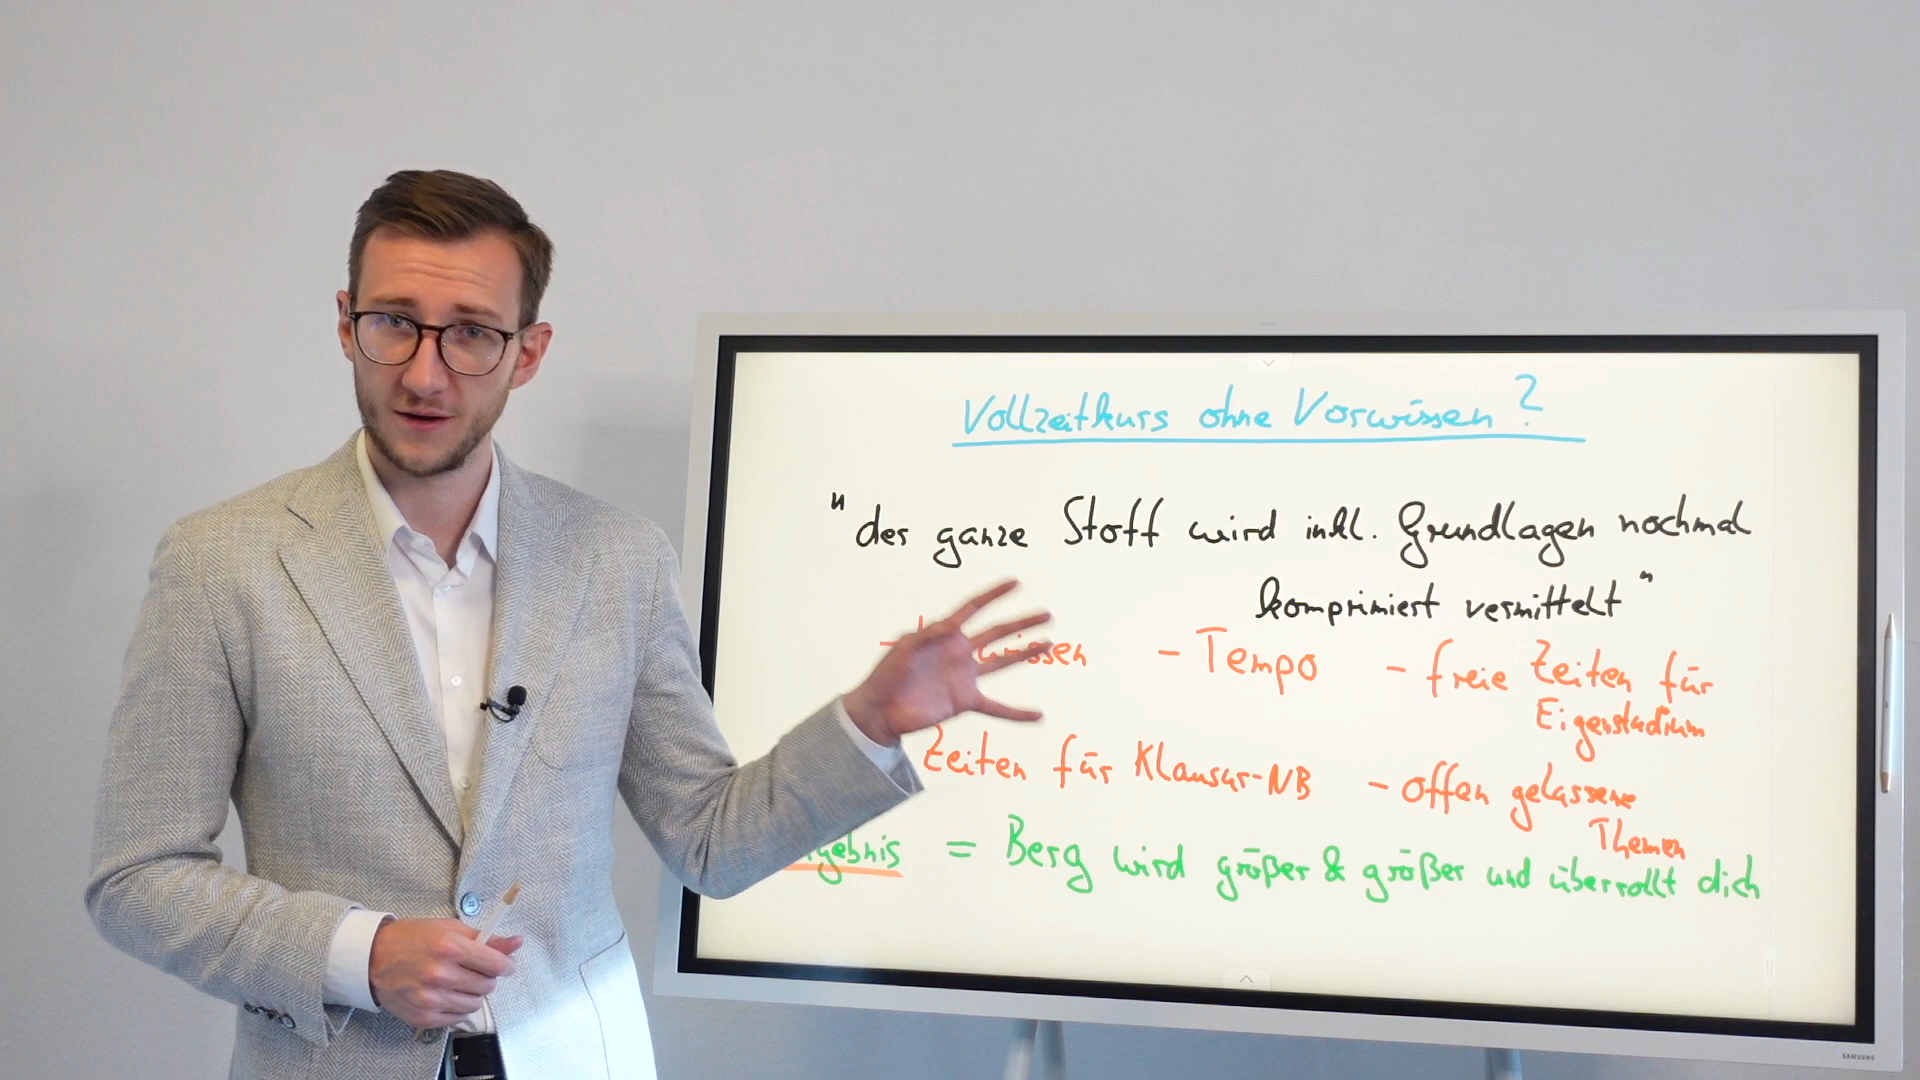 Vollzeitkurs ohne Vorwissen?
"der ganze Stoff wird inkl. Grundlagen nochmal
komprimiert vermittelt"
- Tempo - freie Zeiten für
Eigenstudium
Zeiten für Klausur-NB - offen gelassene
Themen
= Berg wird größer & größer und überrollt dich
SAMSUNG